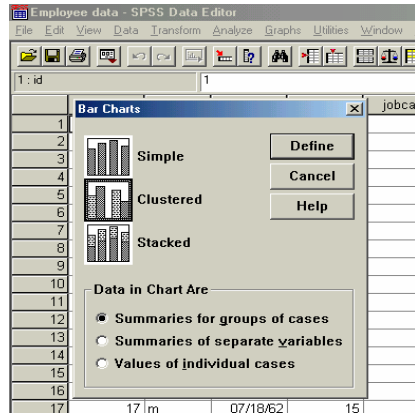 Employee data - SPSS Data Editor
File Edit View Data Transform Analyze Graphs Utilities Window
1 : id 1
jobca
Bar Charts
1
2
3
4
5
6
7
8
9
10
11
12
13
14
15
16
Simple
Define
Cancel
Clustered
Help
Stacked
Data in Chart Are
Summaries for groups of cases
Summaries of separate variables
Values of individual cases
17 17 m 07/18/62 15